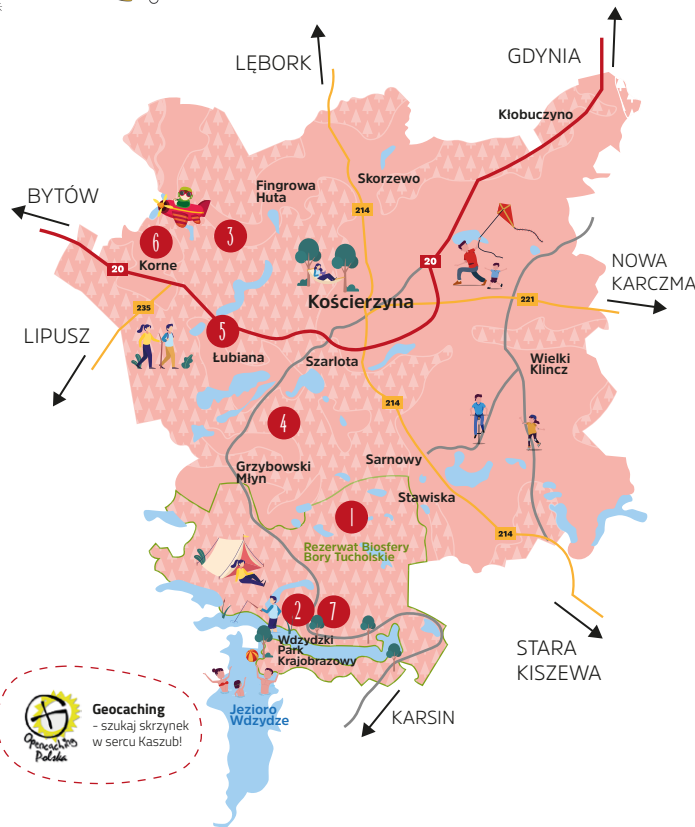 LĘBORK
GDYNIA
Kłobuczyno
Skorzewo
Fingrowa
Huta
BYTÓW
214
6
3
Korne
20
20
NOWA
KARCZMA
Kościerzyna
221
235
LIPUSZ
5
Łubiana
Szarlota
Wielki
Klincz
214
4
Sarnowy
Grzybowski
Młyn
Stawiska
1
214
Rezerwat Biosfery
Bory Tucholskie
2
7
Wdzydzki
Park
Krajobrazowy
STARA
KISZEWA
Jezioro
Wdzydze
KARSIN
Geocaching
- szukaj skrzynek
w sercu Kaszub!
Opencaching
Polska